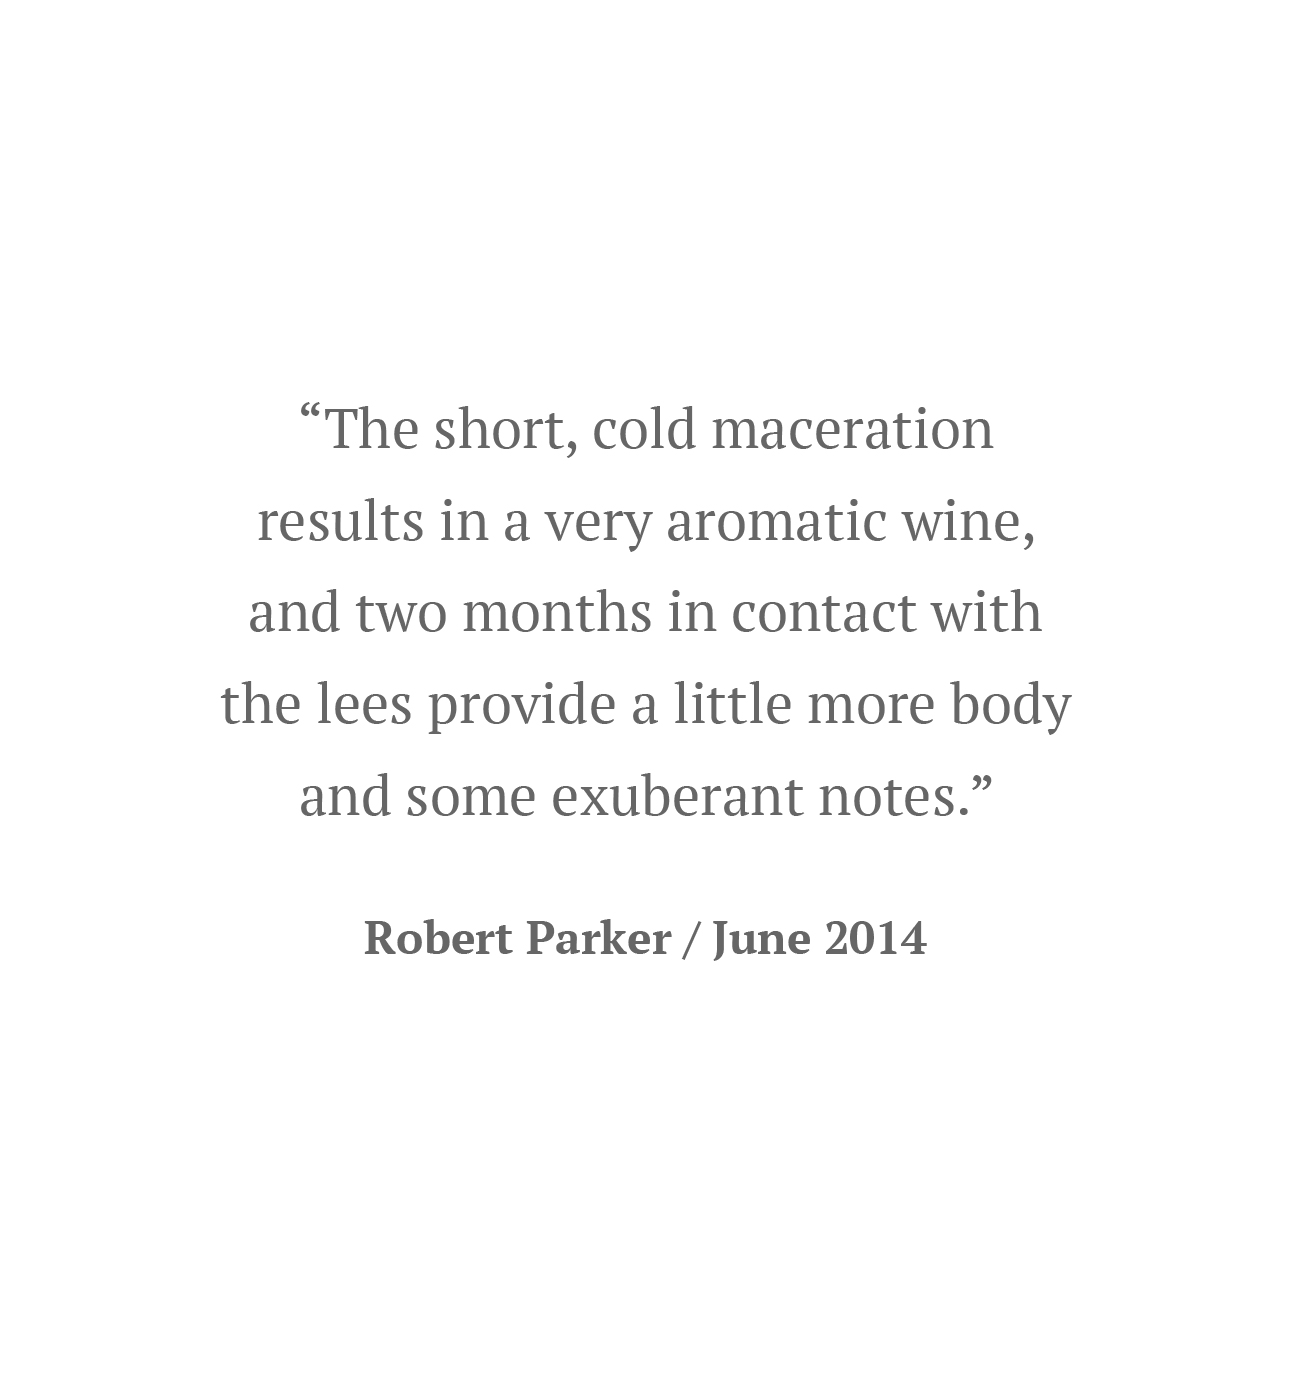 “The short, cold maceration
results in a very aromatic wine,
and two months in contact with
the lees provide a little more body
and some exuberant notes.”
Robert Parker / June 2014